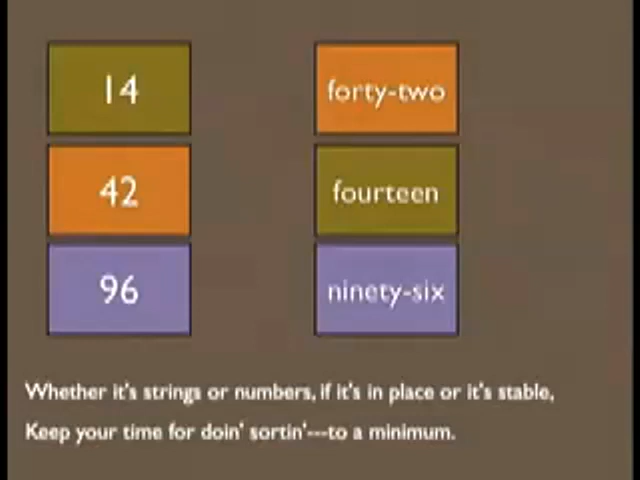 14
forty-two
42
fourteen
96
ninety-six
Whether it's strings or numbers, if it's in place or it's stable,
Keep your time for doin' sortin'---to a minimum.